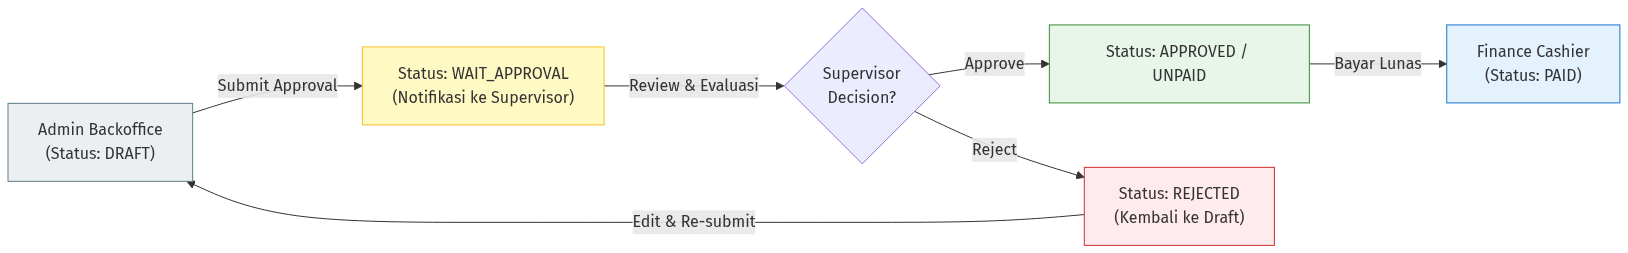 Admin Backoffice
(Status: DRAFT)
Submit Approval
Status: WAIT_APPROVAL
(Notifikasi ke Supervisor)
Review & Evaluasi
Supervisor
Decision?
Approve
Status: APPROVED /
UNPAID
Bayar Lunas
Finance Cashier
(Status: PAID)
Reject
Status: REJECTED
(Kembali ke Draft)
Edit & Re-submit